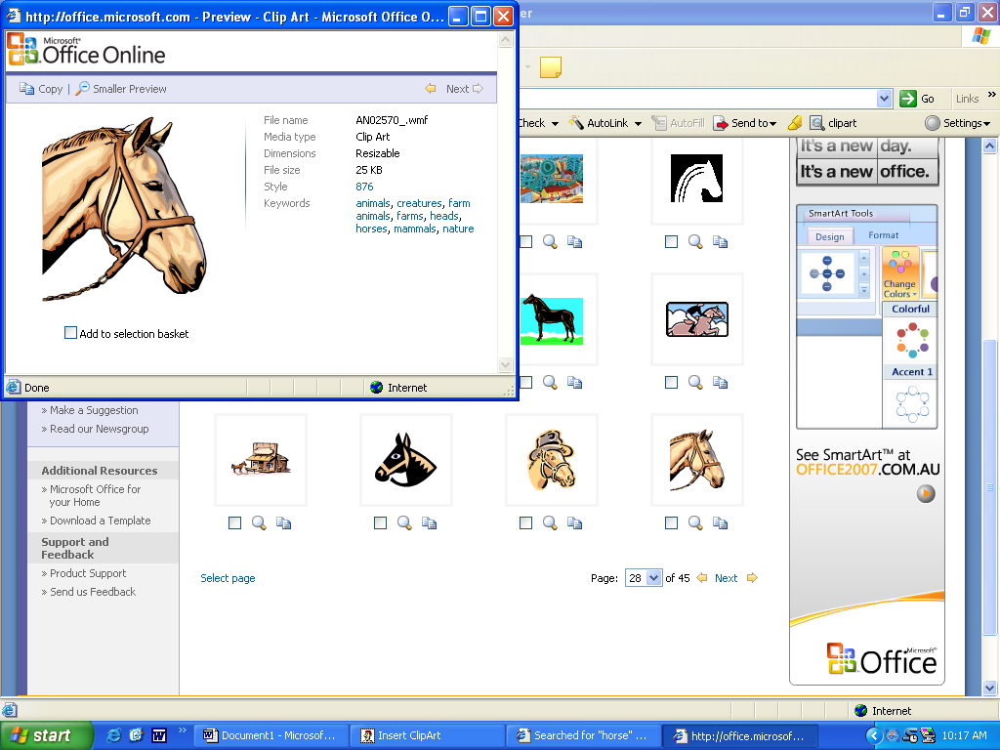 http://office.microsoft.com - Preview - Clip Art - Microsoft Office O...
er
Microsoft®
Office Online
Copy | Smaller Preview
Next
File name AN02570_.wmf
Media type Clip Art
Dimensions Resizable
File size 25 KB
Style 876
Keywords animals, creatures, farm
animals, farms, heads,
horses, mammals, nature
Add to selection basket
Done
Internet
Go
Links
Check
AutoLink
AutoFill
Send to
clipart
Settings
It's a new day.
It's a new office.
SmartArt Tools
Design
Format
Change
Colors
Colorful
Accent 1
See SmartArt™ at
OFFICE2007.COM.AU
Microsoft®
Office
» Make a Suggestion
» Read our Newsgroup
Additional Resources
» Microsoft Office for
your Home
» Download a Template
Support and
Feedback
» Product Support
» Send us Feedback
Select page
Page: 28 of 45 Next
Internet
start
Document1 - Microsof...
Insert ClipArt
Searched for "horse" ...
http://office.microsof...
10:17 AM